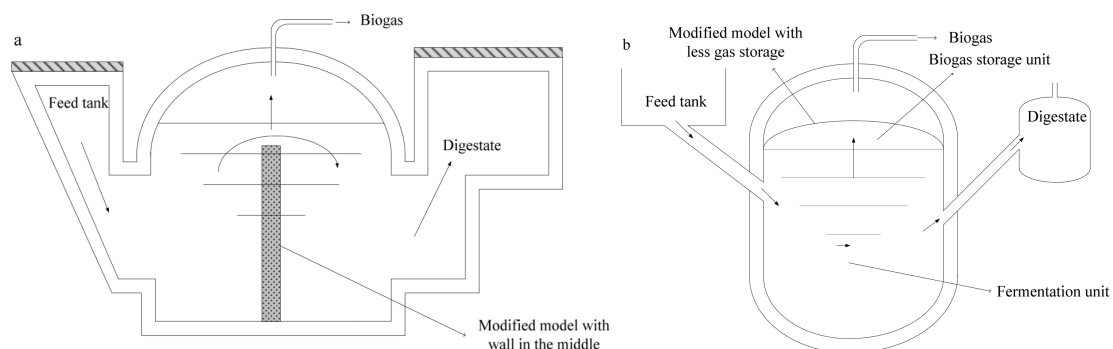 a
Biogas
Feed tank
Digestate
Modified model with
wall in the middle
b
Modified model with
less gas storage
Biogas
Biogas storage unit
Feed tank
Digestate
Fermentation unit